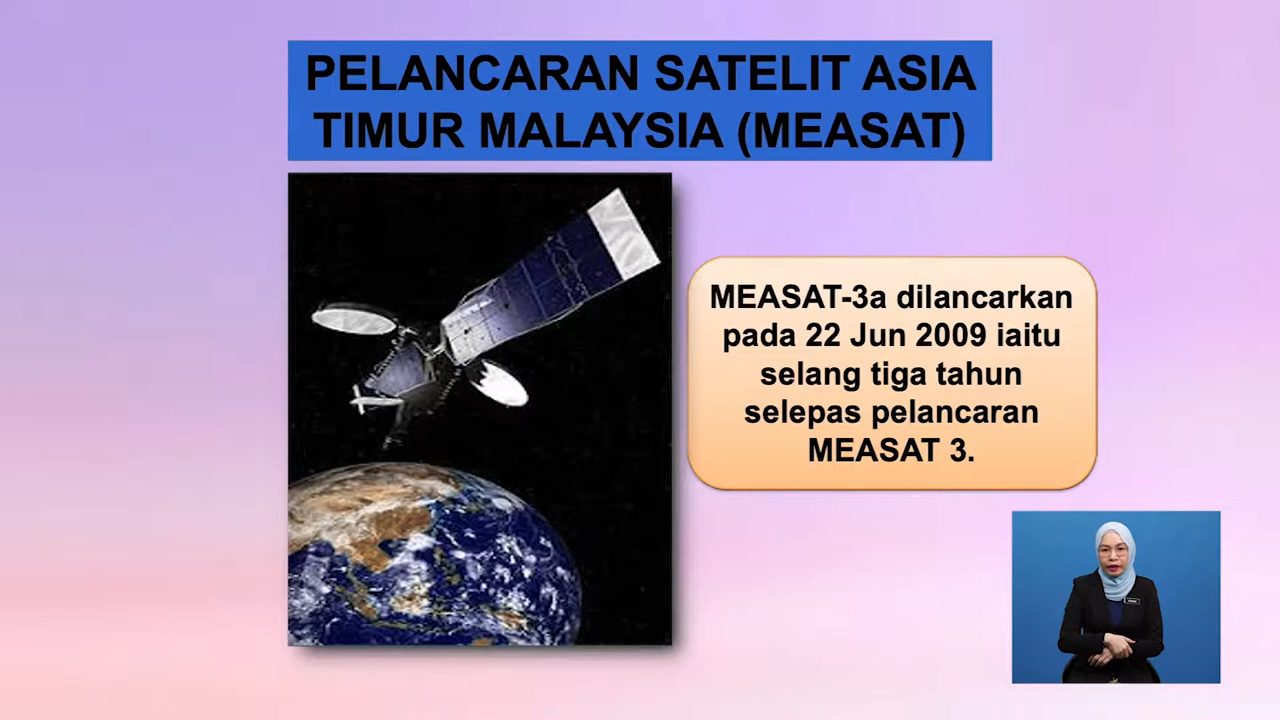 PELANCARAN SATELIT ASIA
TIMUR MALAYSIA (MEASAT)
MEASAT-3a dilancarkan
pada 22 Jun 2009 iaitu
selang tiga tahun
selepas pelancaran
MEASAT 3.